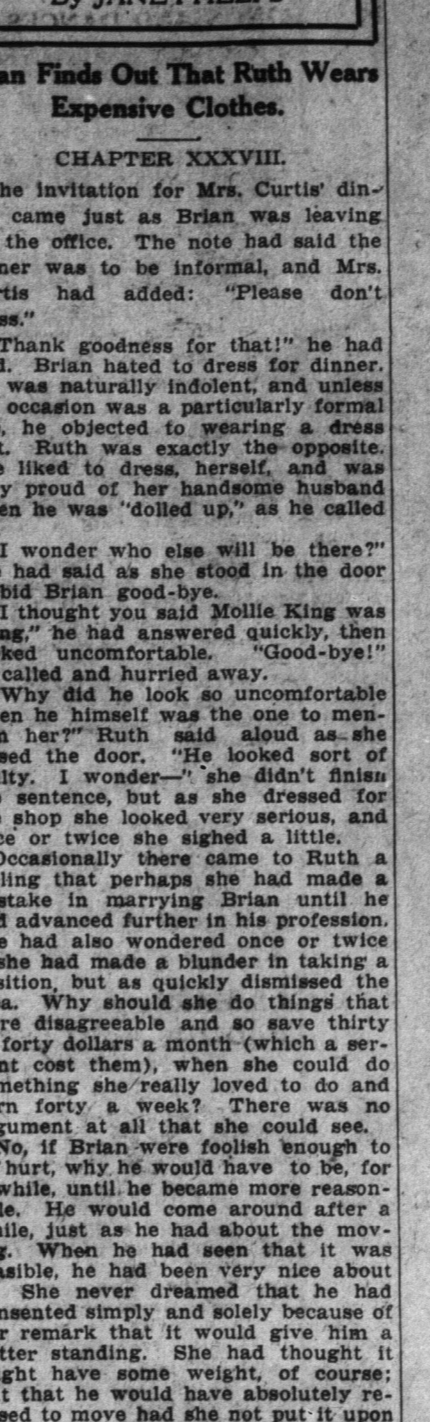 By JANE PHELPS
an Finds Out That Ruth Wears
Expensive Clothes.
CHAPTER XXXVIII.
he invitation for Mrs. Curtis' din-
came just as Brian was leaving
the office. The note had said the
ner was to be informal, and Mrs.
rtis had added: "Please don't
ss."
Thank goodness for that!" he had
d. Brian hated to dress for dinner.
was naturally indolent, and unless
occasion was a particularly formal
, he objected to wearing a dress
t. Ruth was exactly the opposite.
e liked to dress, herself, and was
y proud of her handsome husband
en he was "dolled up," as he called
I wonder who else will be there?"
had said as she stood in the door
bid Brian good-bye.
I thought you said Mollie King was
ng," he had answered quickly, then
ked uncomfortable. "Good-bye!"
called and hurried away.
Why did he look so uncomfortable
en he himself was the one to men-
n her?" Ruth said aloud as she
sed the door. "He looked sort of
lty. I wonder—" she didn't finish
sentence, but as she dressed for
shop she looked very serious, and
ce or twice she sighed a little.
Occasionally there came to Ruth a
ling that perhaps she had made a
stake in marrying Brian until he
d advanced further in his profession.
e had also wondered once or twice
she had made a blunder in taking a
sition, but as quickly dismissed the
a. Why should she do things that
re disagreeable and so save thirty
forty dollars a month (which a ser-
nt cost them), when she could do
mething she really loved to do and
rn forty a week? There was no
gument at all that she could see.
No, if Brian were foolish enough to
hurt, why he would have to be, for
while, until he became more reason-
le. He would come around after a
ile, just as he had about the mov-
g. When he had seen that it was
asible, he had been very nice about
She never dreamed that he had
nsented simply and solely because of
r remark that it would give him a
tter standing. She had thought it
ght have some weight, of course;
t that he would have absolutely re-
sed to move had she not put it upon